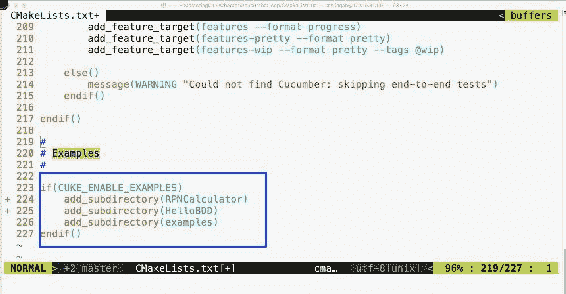 CMakeLists.txt+ < buffers
209 add_feature_target(features --format progress)
210 add_feature_target(features-pretty --format pretty)
211 add_feature_target(features-wip --format pretty --tags @wip)
212
213 else()
214 message(WARNING "Could not find Cucumber: skipping end-to-end tests")
215 endif()
216
217 endif()
218
219 #
220 # Examples
221 #
222
223 if(CUKE_ENABLE_EXAMPLES)
+ 224 add_subdirectory(RPNCalculator)
+ 225 add_subdirectory(HelloBDD)
226 add_subdirectory(examples)
227 endif()
~
~
NORMAL > +2 master CMakeLists.txt[+] cma… utf-8[unix] < 96% : 219/227 : 1